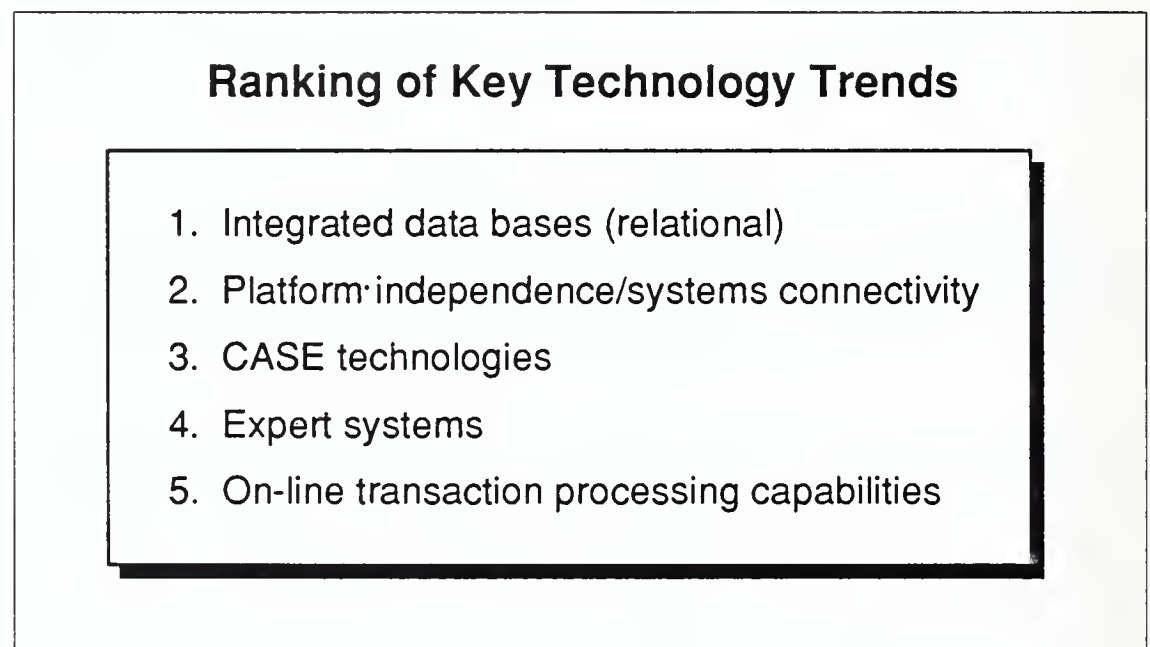 Ranking of Key Technology Trends
1. Integrated data bases (relational)
2. Platform·independence/systems connectivity
3. CASE technologies
4. Expert systems
5. On-line transaction processing capabilities